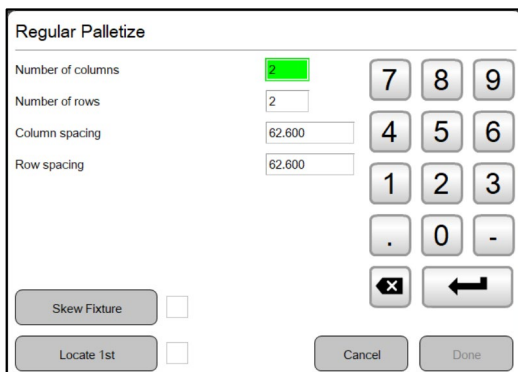 Regular Palletize
Number of columns 2
Number of rows 2
Column spacing 62.600
Row spacing 62.600
7 8 9
4 5 6
1 2 3
. 0 -
Skew Fixture
Locate 1st
Cancel Done